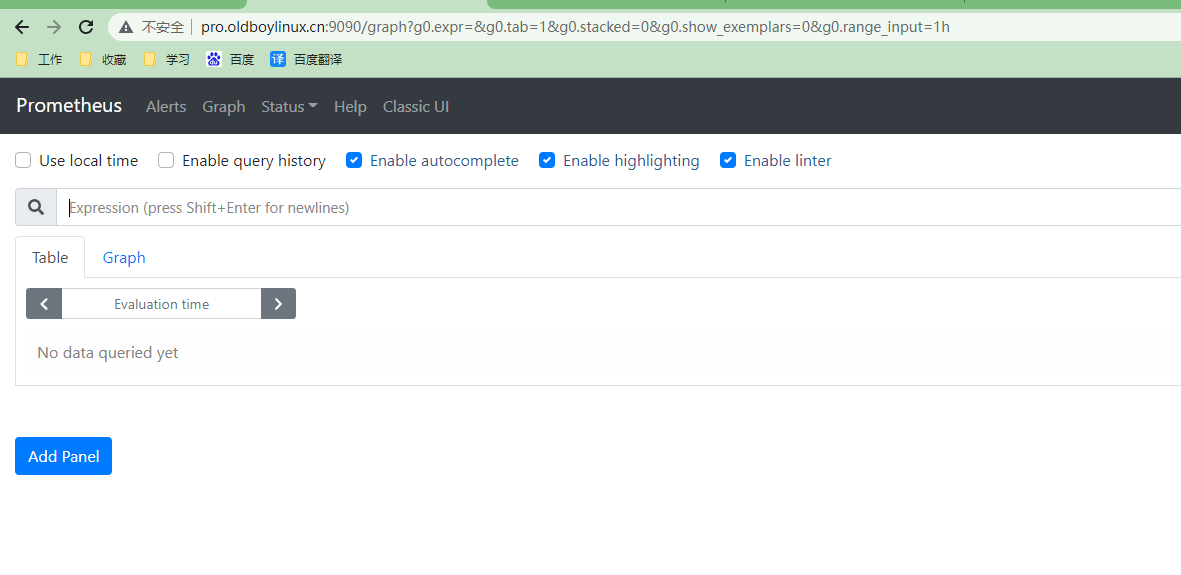 不安全 pro.oldboylinux.cn:9090/graph?g0.expr=&g0.tab=1&g0.stacked=0&g0.show_exemplars=0&g0.range_input=1h
工作 收藏 学习 百度 译 百度翻译
Prometheus Alerts Graph Status Help Classic UI
Use local time Enable query history Enable autocomplete Enable highlighting Enable linter
Expression (press Shift+Enter for newlines)
Table Graph
Evaluation time
No data queried yet
Add Panel